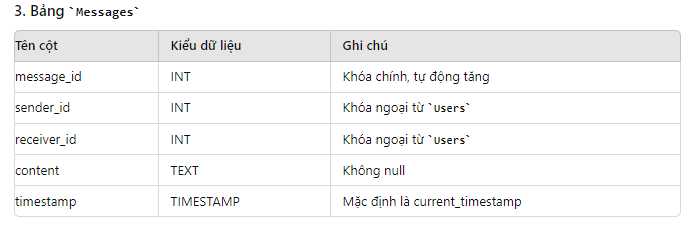 3. Bảng `Messages`
Tên cột Kiểu dữ liệu Ghi chú
message_id INT Khóa chính, tự động tăng
sender_id INT Khóa ngoại từ `Users`
receiver_id INT Khóa ngoại từ `Users`
content TEXT Không null
timestamp TIMESTAMP Mặc định là current_timestamp